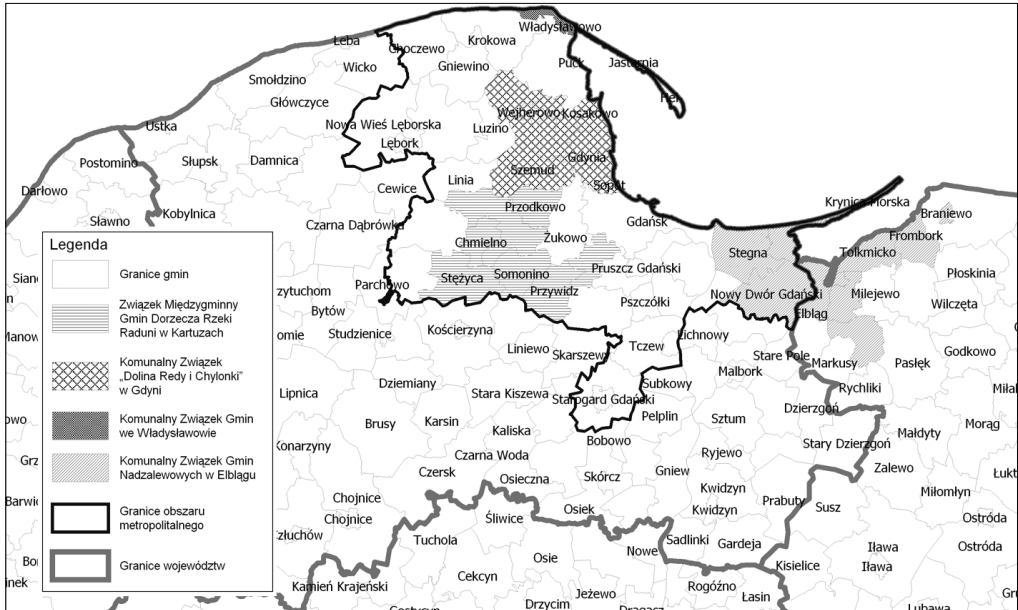 Władysławowo
Łeba
Choczewo
Krokowa
Wicko
Gniewino
Puck
Jastarnia
Smołdzino
Hel
Główczyce
Wejherowo
Kosakowo
Ustka
Nowa Wieś Lęborska
Luzino
Lębork
Postomino
Słupsk
Damnica
Gdynia
Szemud
Darłowo
Cewice
Linia
Sopot
Krynica Morska
Sławno
Kobylnica
Przodkowo
Braniewo
Czarna Dąbrówka
Gdańsk
Frombork
Chmielno
Żukowo
Stegna
Tolkmicko
Stężyca
Somonino
Pruszcz Gdański
Płoskinia
Parchowo
Przywidz
Nowy Dwór Gdański
Milejewo
Pszczółki
Wilczęta
Bytów
Elbląg
Studzienice
Kościerzyna
Lichnowy
Liniewo
Skarszewy
Tczew
Stare Pole
Markusy
Godkowo
Pasłęk
Malbork
Lipnica
Dziemiany
Stara Kiszewa
Subkowy
Rychliki
Starogard Gdański
Dzierzgoń
Pelplin
Sztum
Brusy
Karsin
Kaliska
Małdyty
Morąg
Bobowo
Stary Dzierzgoń
Konarzyny
Czarna Woda
Ryjewo
Zalewo
Czersk
Osieczna
Skórcz
Gniew
Kwidzyn
Miłomłyn
Chojnice
Prabuty
Susz
Chojnice
Śliwice
Osiek
Kwidzyn
Ostróda
Tuchola
Nowe
Sadlinki
Gardeja
Iława
Ostróda
Osie
Kisielice
Iława
Kamień Krajeński
Cekcyn
Rogóźno
Jeżewo
Łasin
Drzycim
Legenda
Granice gmin
Związek Międzygminny
Gmin Dorzecza Rzeki
Raduni w Kartuzach
Komunalny Związek
„Dolina Redy i Chylonki”
w Gdyni
Komunalny Związek Gmin
we Władysławowie
Komunalny Związek Gmin
Nadzalewowych w Elblągu
Granice obszaru
metropolitalnego
Granice województw